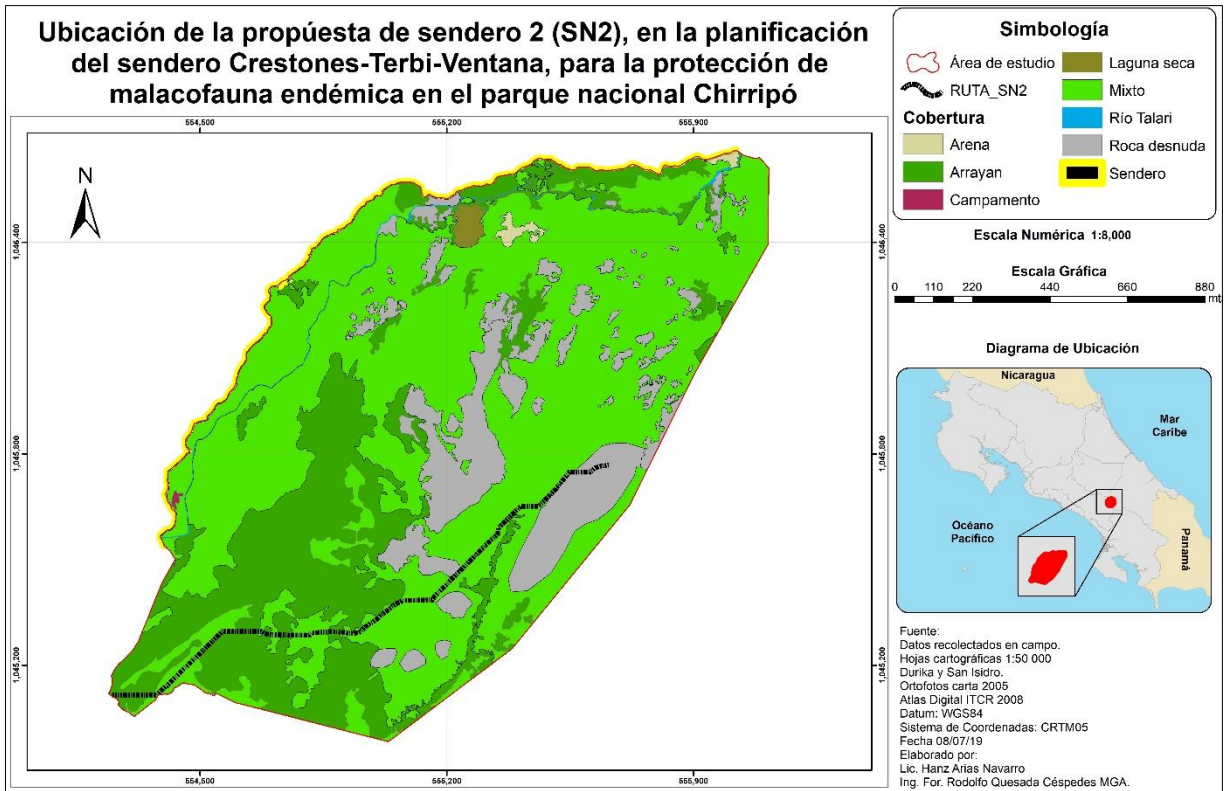 Ubicación de la propúesta de sendero 2 (SN2), en la planificación
del sendero Crestones-Terbi-Ventana, para la protección de
malacofauna endémica en el parque nacional Chirripó
554,500
555,200
555,900
N
1,046,400
1,045,800
1,045,200
1,046,400
1,045,800
1,045,200
554,500
555,200
555,900
Simbología
Área de estudio
RUTA_SN2
Cobertura
Arena
Arrayan
Campamento
Laguna seca
Mixto
Río Talari
Roca desnuda
Sendero
Escala Numérica 1:8,000
Escala Gráfica
0 110 220 440 660 880
mt
Diagrama de Ubicación
Nicaragua
Mar
Caribe
Océano
Pacífico
Panamá
Fuente:
Datos recolectados en campo.
Hojas cartográficas 1:50 000
Durika y San Isidro.
Ortofotos carta 2005
Atlas Digital ITCR 2008
Datum: WGS84
Sistema de Coordenadas: CRTM05
Fecha 08/07/19
Elaborado por:
Lic. Hanz Arias Navarro
Ing. For. Rodolfo Quesada Céspedes MGA.